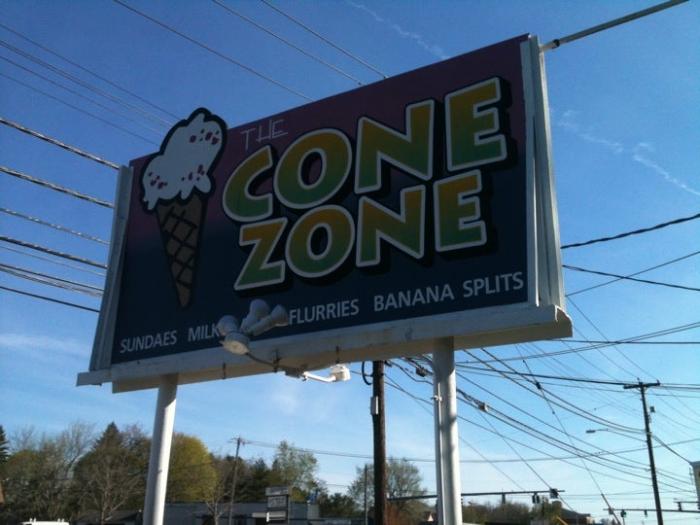 THE
CONE
ZONE
SUNDAES MILK FLURRIES BANANA SPLITS